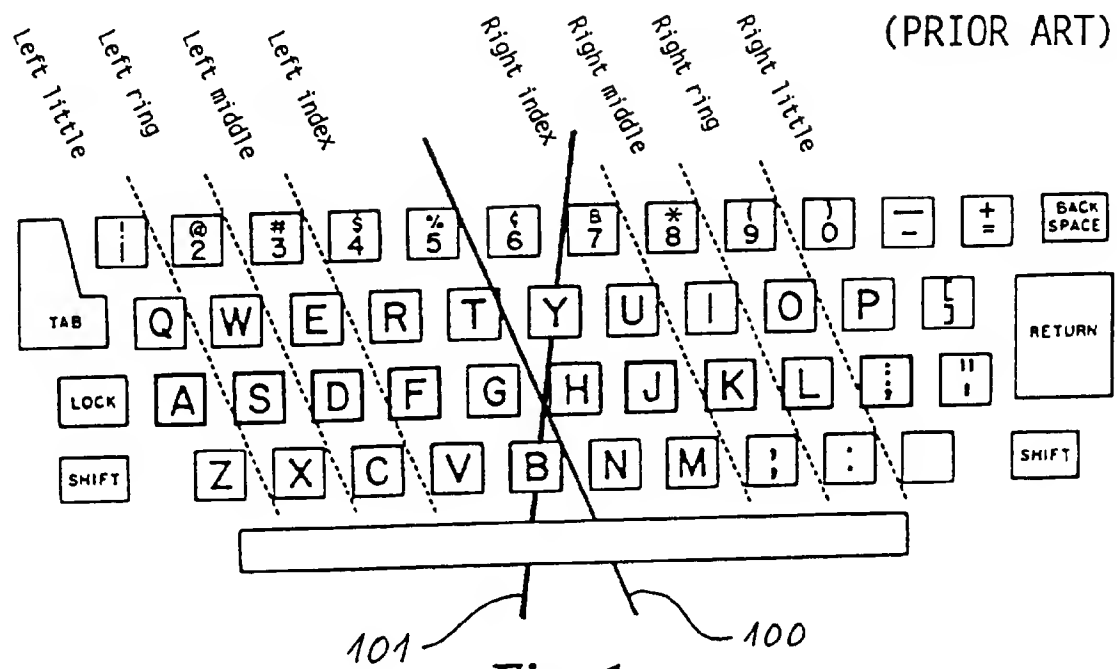 (PRIOR ART)
Left little
Left ring
Left middle
Left index
Right index
Right middle
Right ring
Right little
| @ 2 # 3 $ 4 % 5 ¢ 6 8 7 * 8 ( 9 ) 0 — - + = BACK SPACE
TAB Q W E R T Y U I O P [ ] RETURN
LOCK A S D F G H J K L : ; " '
SHIFT Z X C V B N M ; : SHIFT
101 100